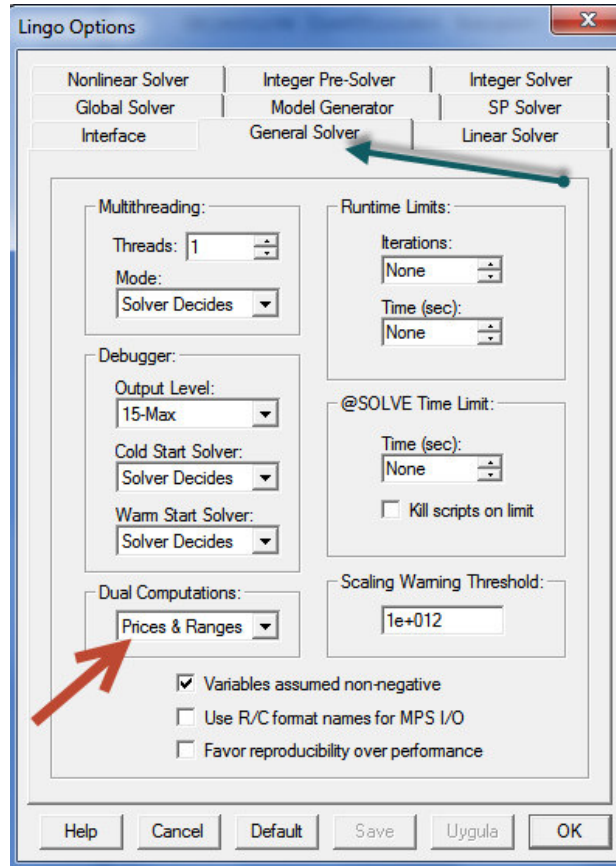 Lingo Options
Nonlinear Solver
Integer Pre-Solver
Integer Solver
Global Solver
Model Generator
SP Solver
Interface
General Solver
Linear Solver
Multithreading:
Threads: 1
Mode:
Solver Decides
Debugger:
Output Level:
15-Max
Cold Start Solver:
Solver Decides
Warm Start Solver:
Solver Decides
Dual Computations:
Prices & Ranges
Runtime Limits:
Iterations:
None
Time (sec):
None
@SOLVE Time Limit:
Time (sec):
None
Kill scripts on limit
Scaling Warning Threshold:
1e+012
Variables assumed non-negative
Use R/C format names for MPS I/O
Favor reproducibility over performance
Help
Cancel
Default
Save
Uygula
OK